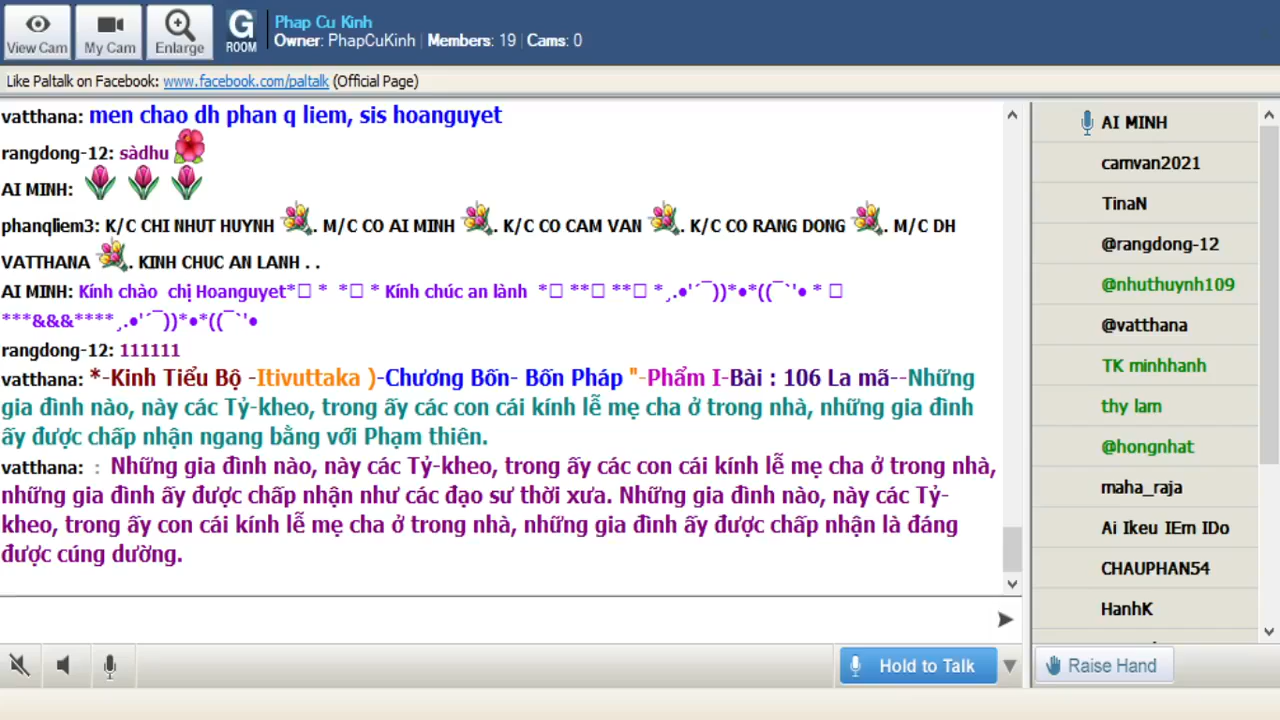 View Cam
My Cam
Enlarge
G
ROOM
Phap Cu Kinh
Owner: PhapCuKinh | Members: 19 | Cams: 0
Like Paltalk on Facebook: www.facebook.com/paltalk (Official Page)
vatthana: men chao dh phan q liem, sis hoanguyet
rangdong-12: sàdhu
AI MINH:
phanqliem3: K/C CHI NHUT HUYNH . M/C CO AI MINH . K/C CO CAM VAN . K/C CO RANG DONG . M/C DH
VATTHANA . KINH CHUC AN LANH . .
AI MINH: Kính chào chị Hoanguyet*□ * *□ * Kính chúc an lành *□ **□ **□ *¸.•'´¯))*•*((¯`'• * □
***&&&****¸.•'´¯))*•*((¯`'•
rangdong-12: 111111
vatthana: *-Kinh Tiểu Bộ -Itivuttaka )-Chương Bốn- Bốn Pháp "-Phẩm I-Bài : 106 La mã--Những
gia đình nào, này các Tỷ-kheo, trong ấy các con cái kính lễ mẹ cha ở trong nhà, những gia đình
ấy được chấp nhận ngang bằng với Phạm thiên.
vatthana: : Những gia đình nào, này các Tỷ-kheo, trong ấy các con cái kính lễ mẹ cha ở trong nhà,
những gia đình ấy được chấp nhận như các đạo sư thời xưa. Những gia đình nào, này các Tỷ-
kheo, trong ấy con cái kính lễ mẹ cha ở trong nhà, những gia đình ấy được chấp nhận là đáng
được cúng dường.
Hold to Talk
AI MINH
camvan2021
TinaN
@rangdong-12
@nhuthuynh109
@vatthana
TK minhhanh
thy lam
@hongnhat
maha_raja
Ai Ikeu IEm IDo
CHAUPHAN54
HanhK
Raise Hand